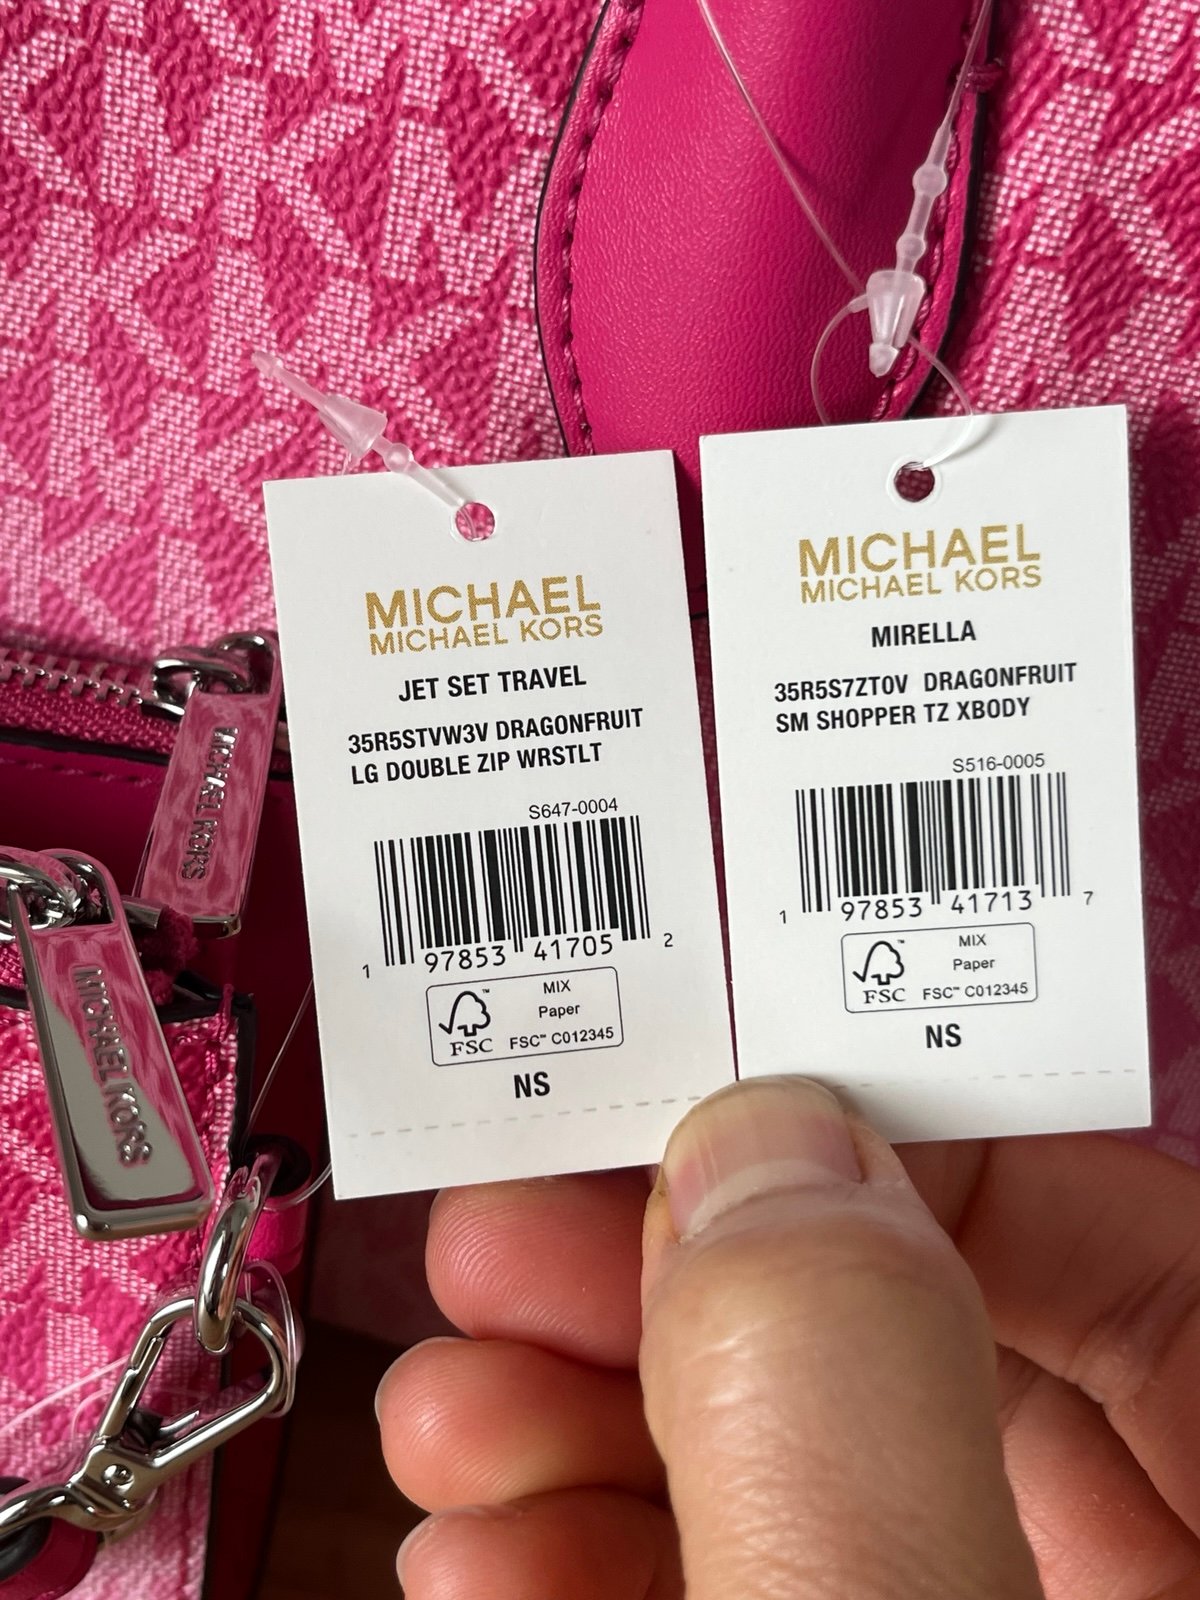 MICHAEL
MICHAEL KORS
JET SET TRAVEL
35R5STVW3V DRAGONFRUIT
LG DOUBLE ZIP WRSTLT
S647-0004
1 97853 41705 2
FSC™
MIX
Paper
FSC™ C012345
NS
MICHAEL
MICHAEL KORS
MIRELLA
35R5S7ZT0V DRAGONFRUIT
SM SHOPPER TZ XBODY
S516-0005
1 97853 41713 7
FSC™
MIX
Paper
FSC™ C012345
NS
MICHAEL KORS
MICHAEL KORS